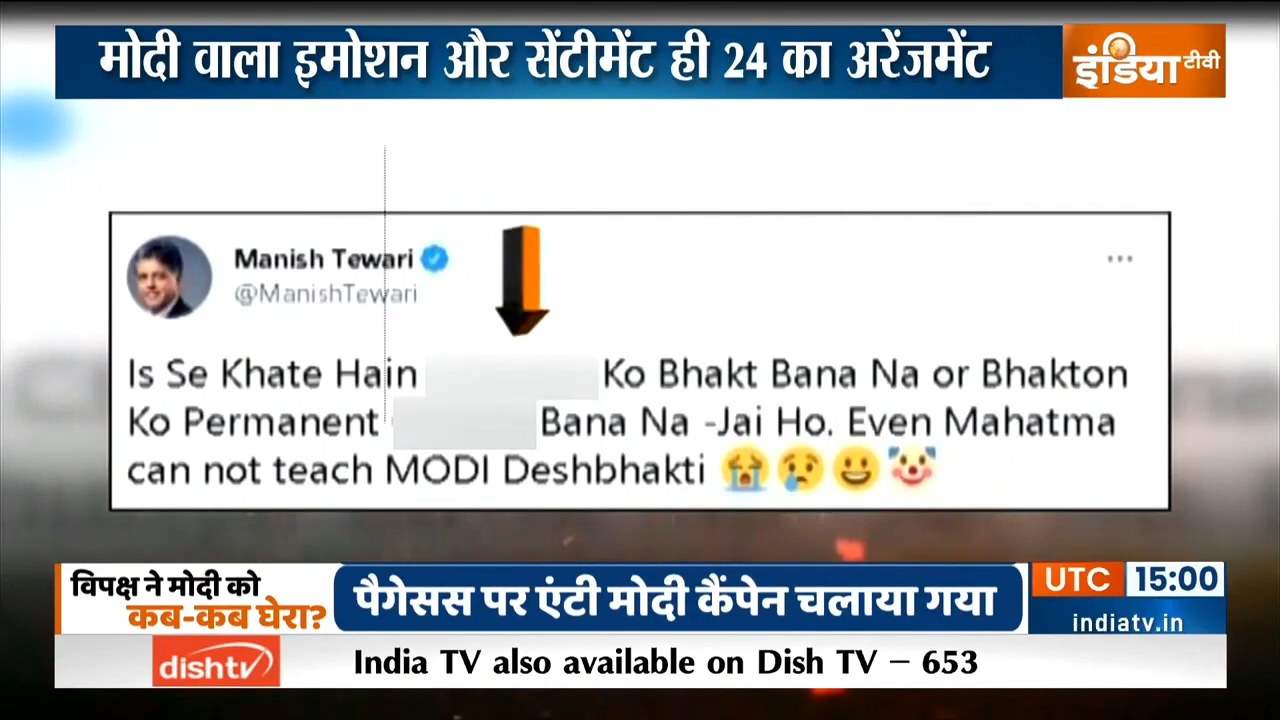 मोदी वाला इमोशन और सेंटीमेंट ही 24 का अरेंजमेंट
इंडिया टीवी
Manish Tewari
@ManishTewari
Is Se Khate Hain Ko Bhakt Bana Na or Bhakton
Ko Permanent Bana Na -Jai Ho. Even Mahatma
can not teach MODI Deshbhakti 😭😢😀🤡
विपक्ष ने मोदी को
कब-कब घेरा?
पैगेसस पर एंटी मोदी कैंपेन चलाया गया
UTC 15:00
indiatv.in
dishtv
India TV also available on Dish TV – 653